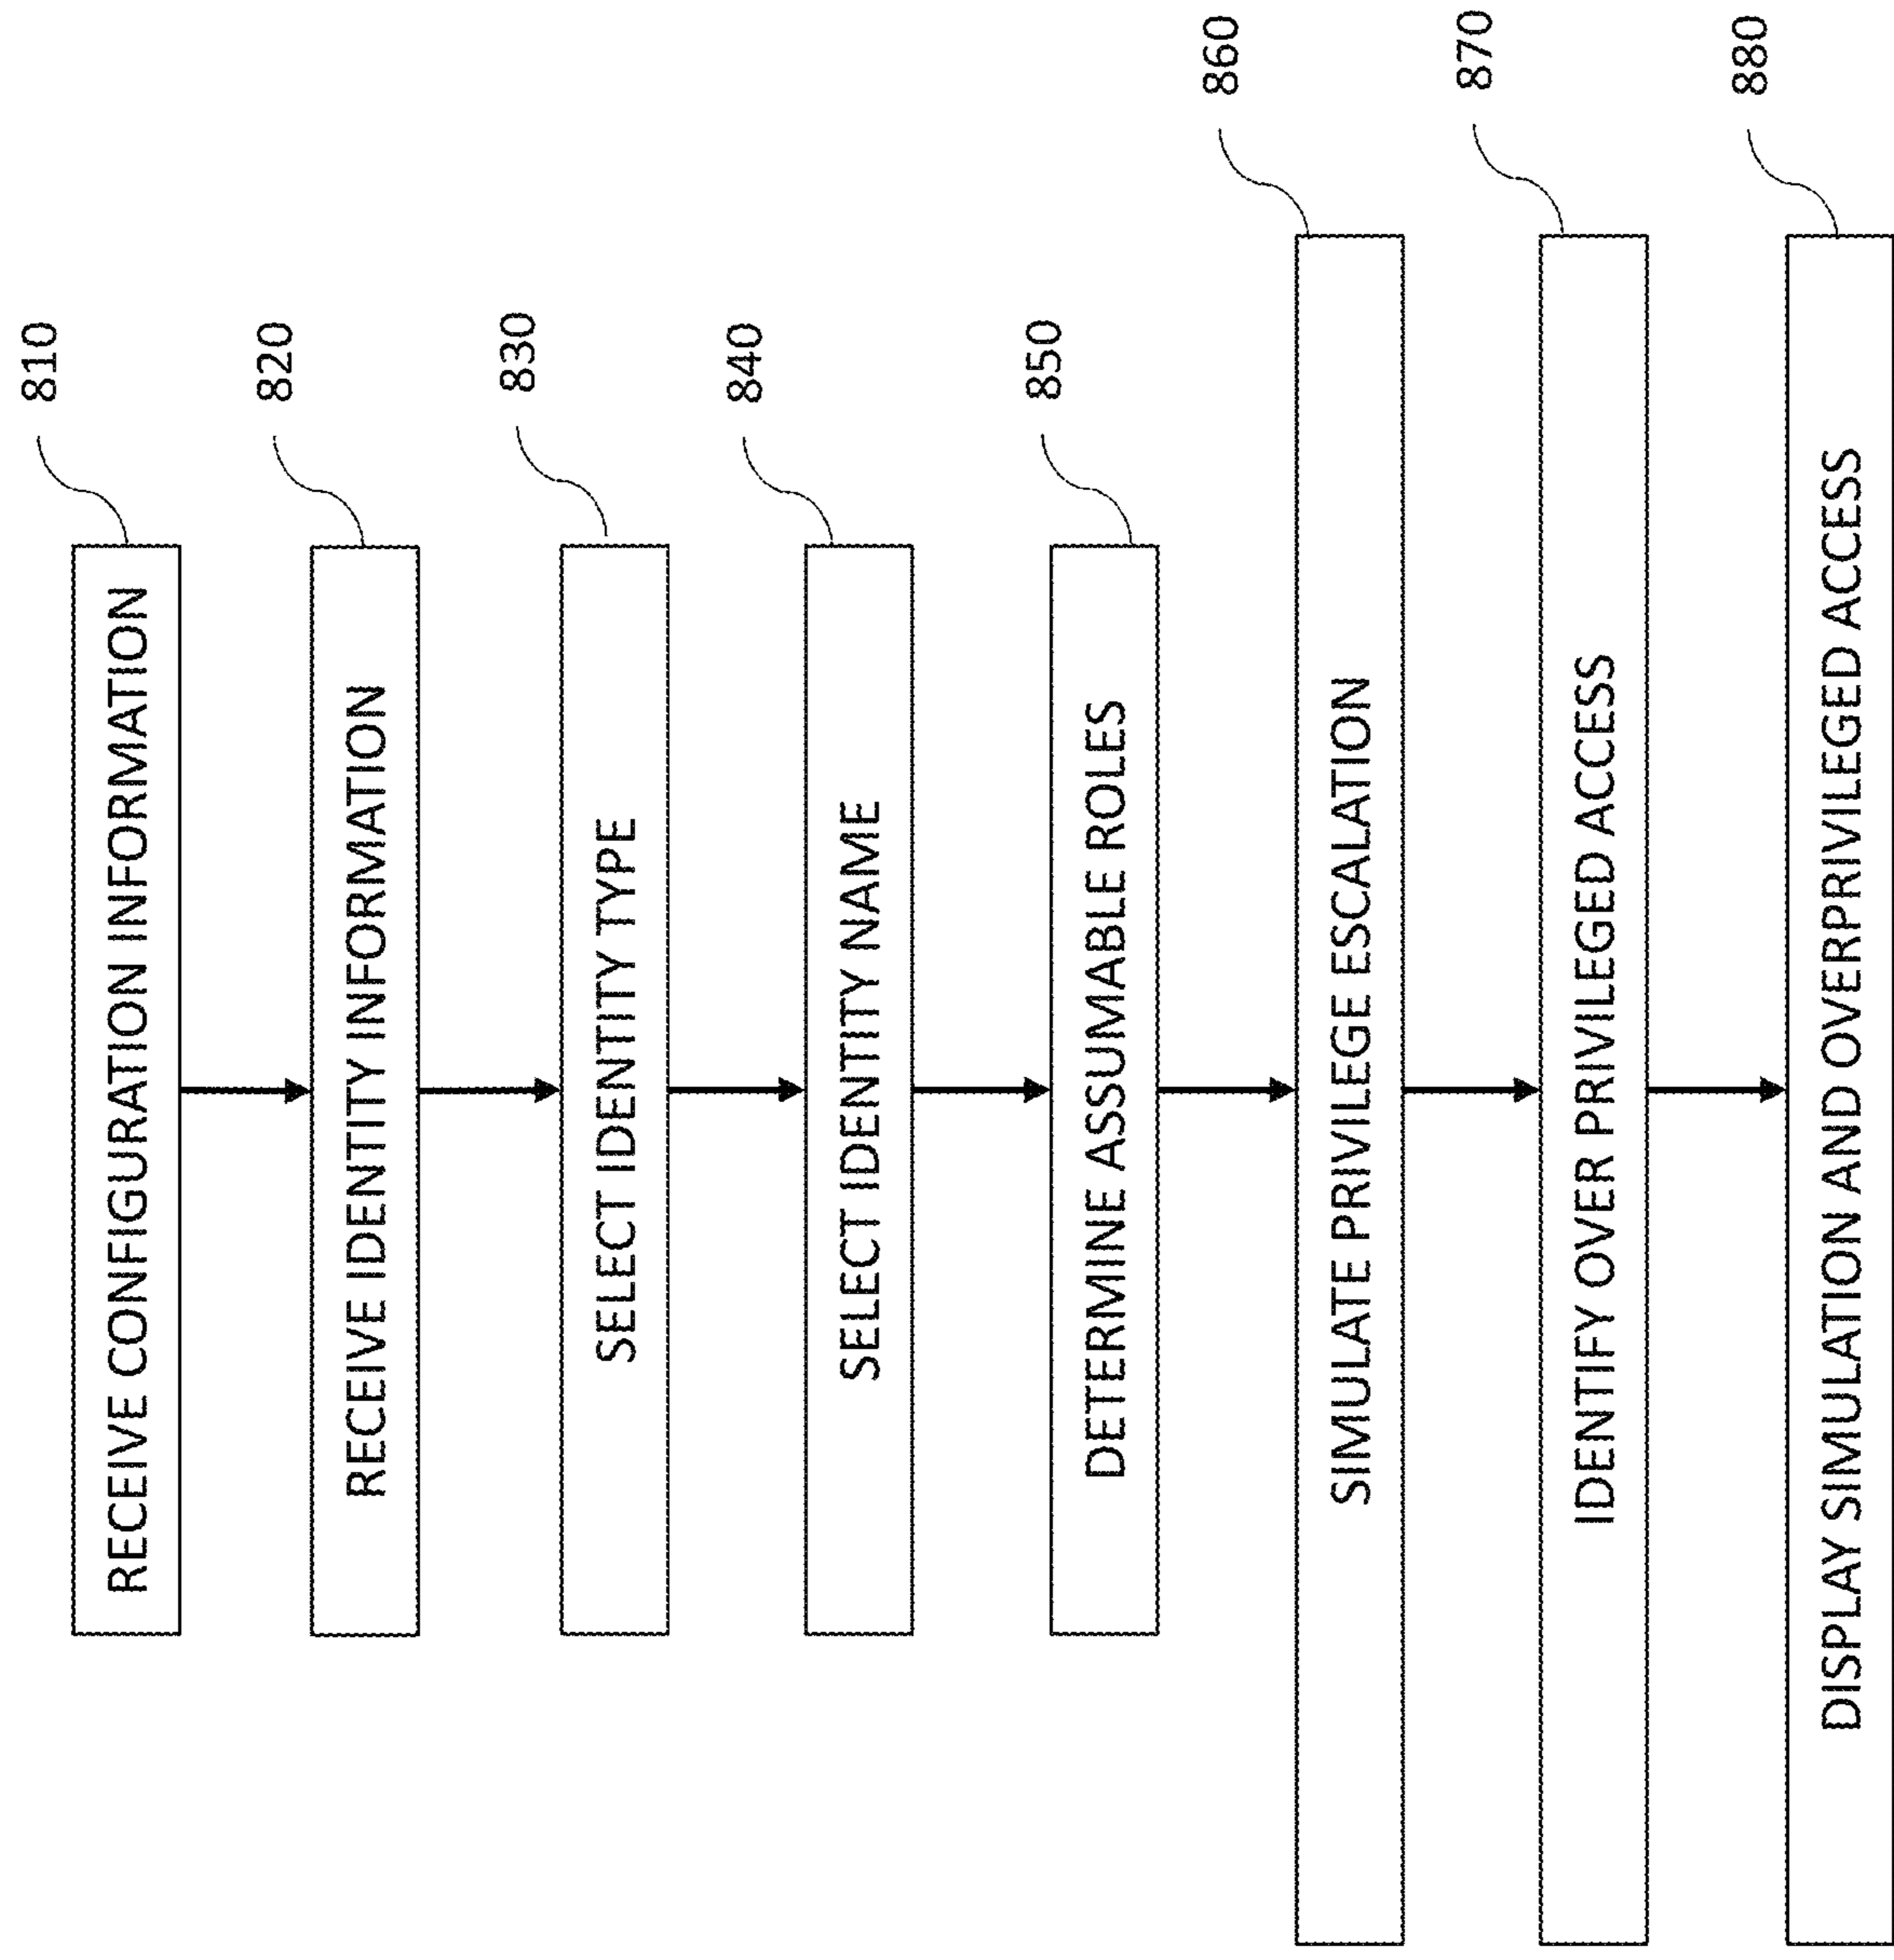 RECEIVE CONFIGURATION INFORMATION
810
RECEIVE IDENTITY INFORMATION
820
SELECT IDENTITY TYPE
830
SELECT IDENTITY NAME
840
DETERMINE ASSUMABLE ROLES
850
SIMULATE PRIVILEGE ESCALATION
860
IDENTIFY OVER PRIVILEGED ACCESS
870
DISPLAY SIMULATION AND OVERPRIVILEGED ACCESS
880